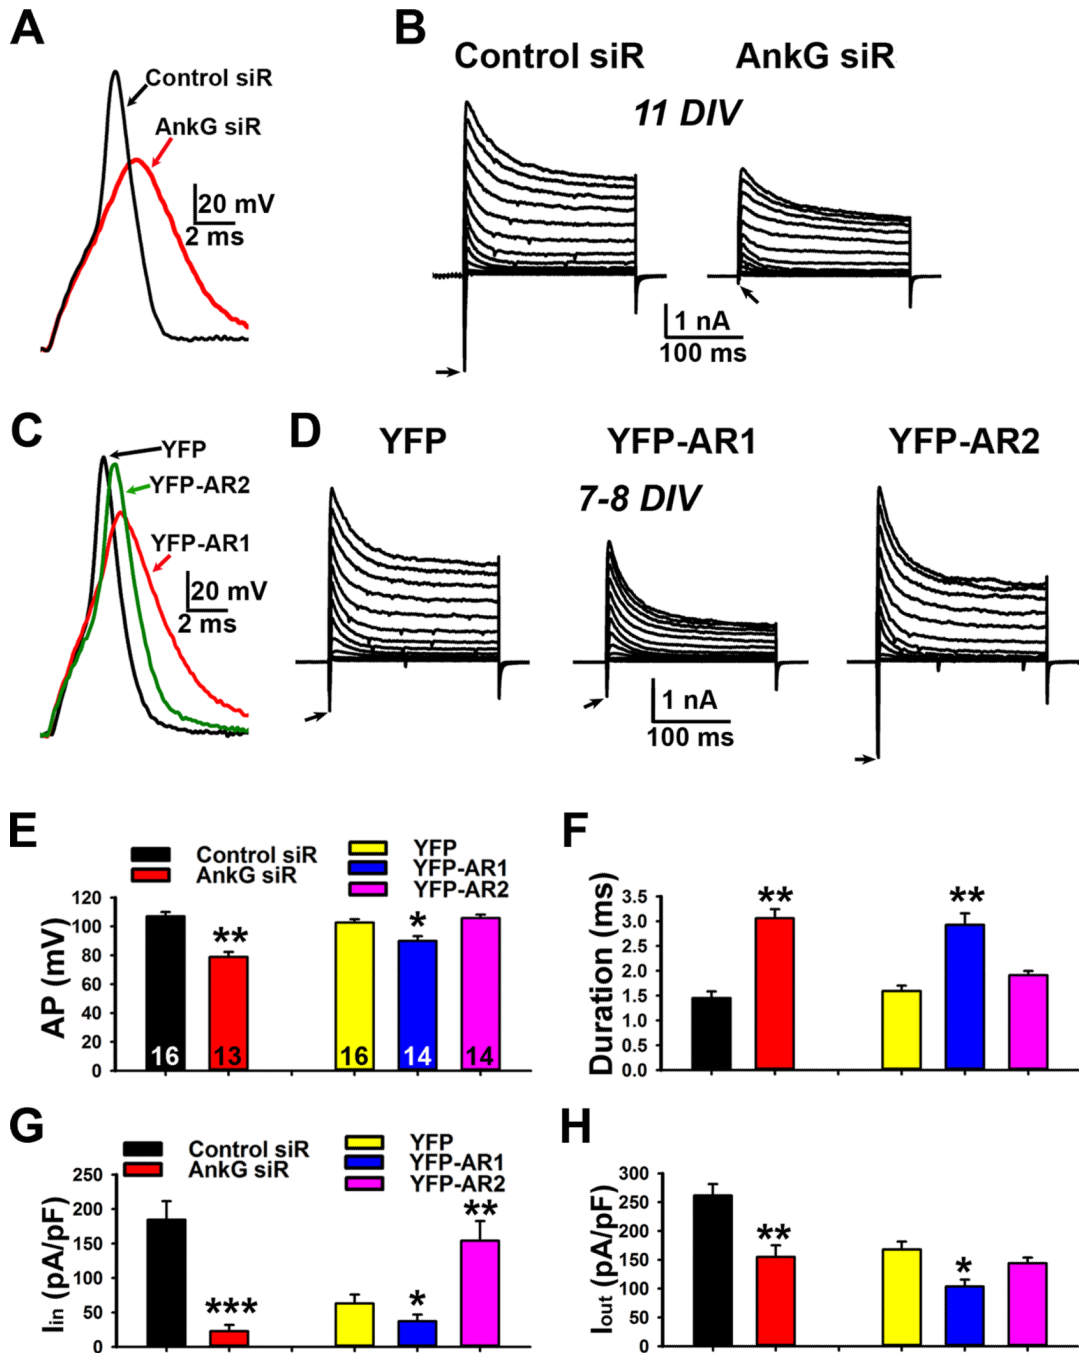 A
Control siR
AnkG siR
20 mV
2 ms
B
Control siR
AnkG siR
11 DIV
1 nA
100 ms
C
YFP
YFP-AR2
YFP-AR1
20 mV
2 ms
D
YFP
YFP-AR1
YFP-AR2
7-8 DIV
1 nA
100 ms
E
Control siR
AnkG siR
YFP
YFP-AR1
YFP-AR2
AP (mV)
120
100
80
60
40
20
0
**
*
16
13
16
14
14
F
Duration (ms)
3.5
3.0
2.5
2.0
1.5
1.0
0.5
0.0
**
**
G
Control siR
AnkG siR
YFP
YFP-AR1
YFP-AR2
Iin (pA/pF)
250
200
150
100
50
0
***
*
**
H
Iout (pA/pF)
300
250
200
150
100
50
0
**
*